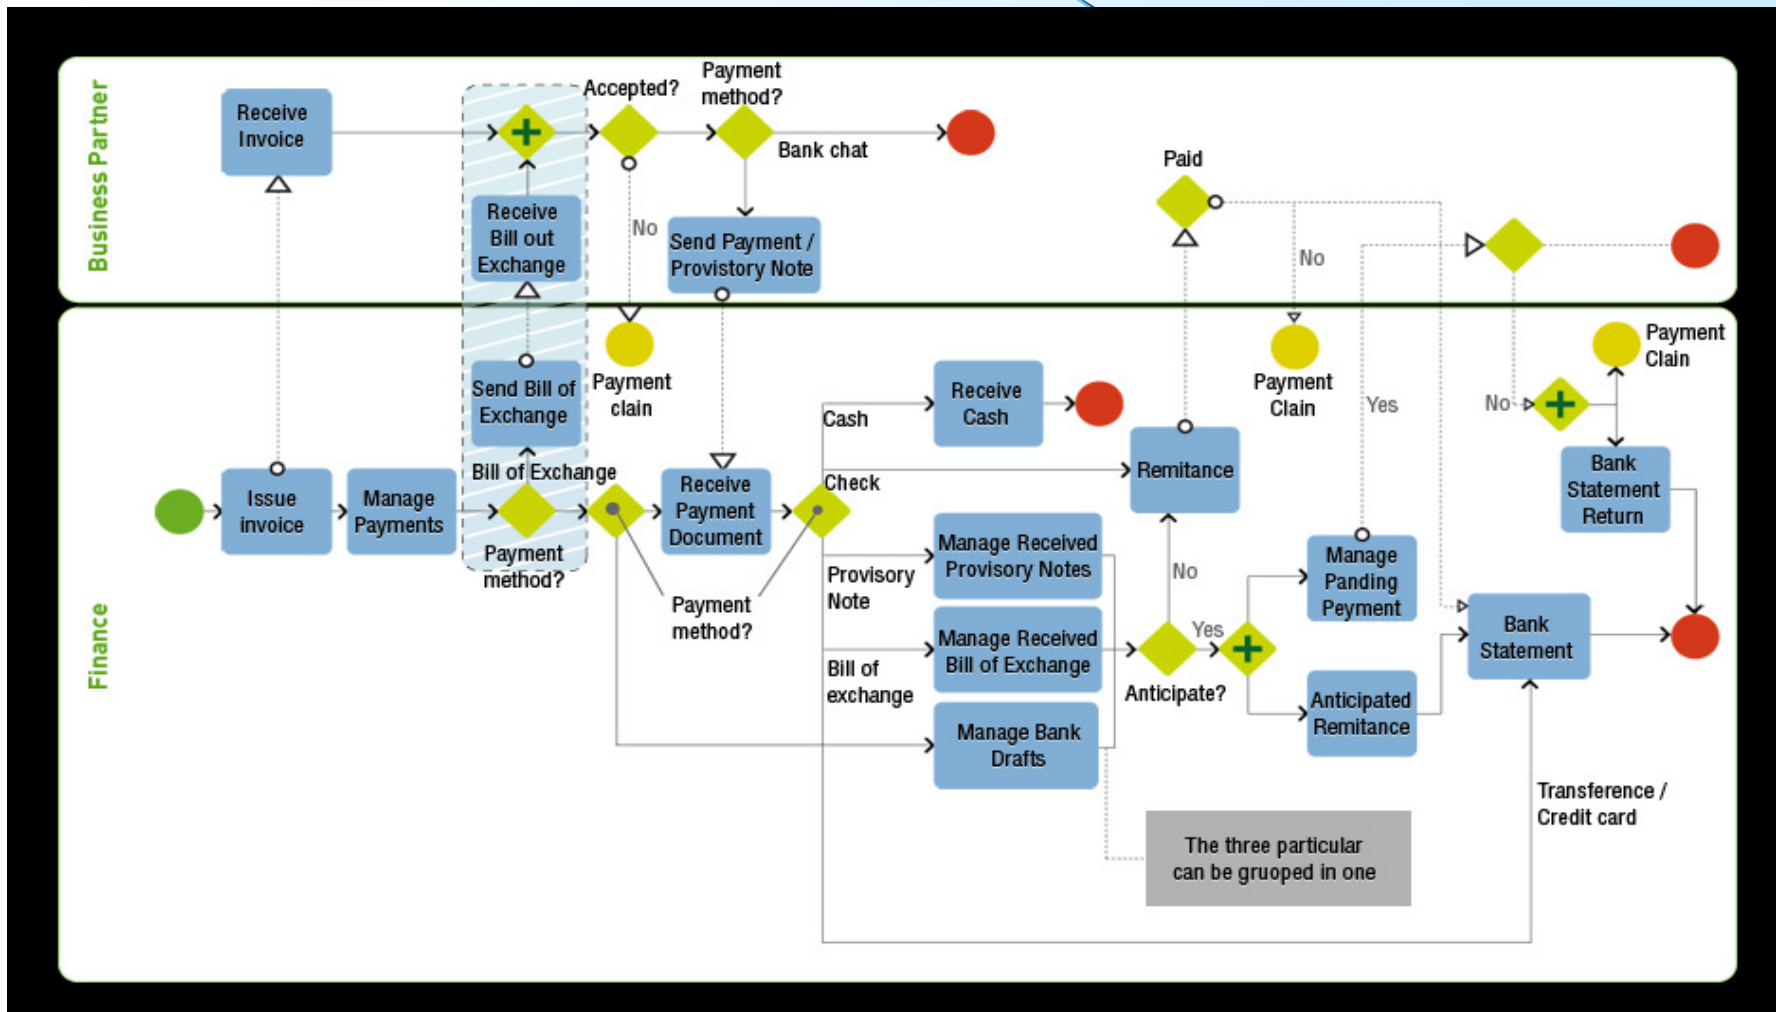 Business Partner
Receive
Invoice
Accepted?
Payment
method?
Bank chat
Receive
Bill out
Exchange
No
Send Payment /
Provistory Note
Paid
No
Finance
Issue
invoice
Manage
Payments
Send Bill of
Exchange
Bill of Exchange
Payment
method?
Payment
clain
Receive
Payment
Document
Payment
method?
Cash
Receive
Cash
Check
Remitance
Provisory
Note
Manage Received
Provisory Notes
Bill of
exchange
Manage Received
Bill of Exchange
Manage Bank
Drafts
No
Yes
Anticipate?
Payment
Clain
Yes
Manage
Panding
Peyment
Anticipated
Remitance
No
Payment
Clain
Bank
Statement
Return
Bank
Statement
Transference /
Credit card
The three particular
can be gruoped in one